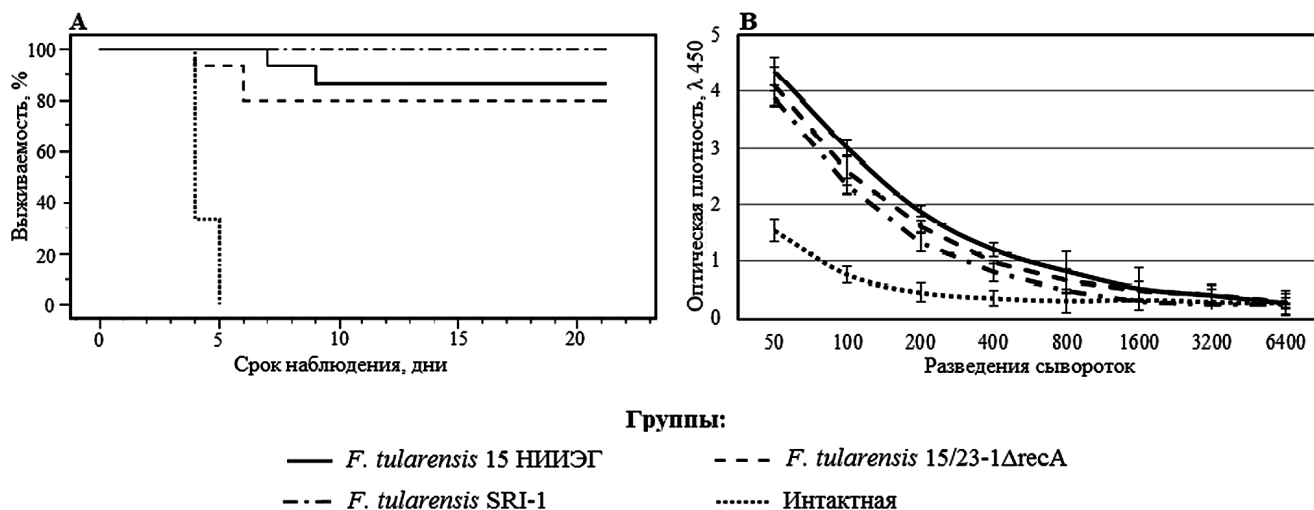 А
Выживаемость, %
100
80
60
40
20
0
0 5 10 15 20
Срок наблюдения, дни
В
Оптическая плотность, λ 450
5
4
3
2
1
0
50 100 200 400 800 1600 3200 6400
Разведения сывороток
Группы:
F. tularensis 15 НИИЭГ
F. tularensis 15/23-1ΔrecA
F. tularensis SRI-1
Интактная